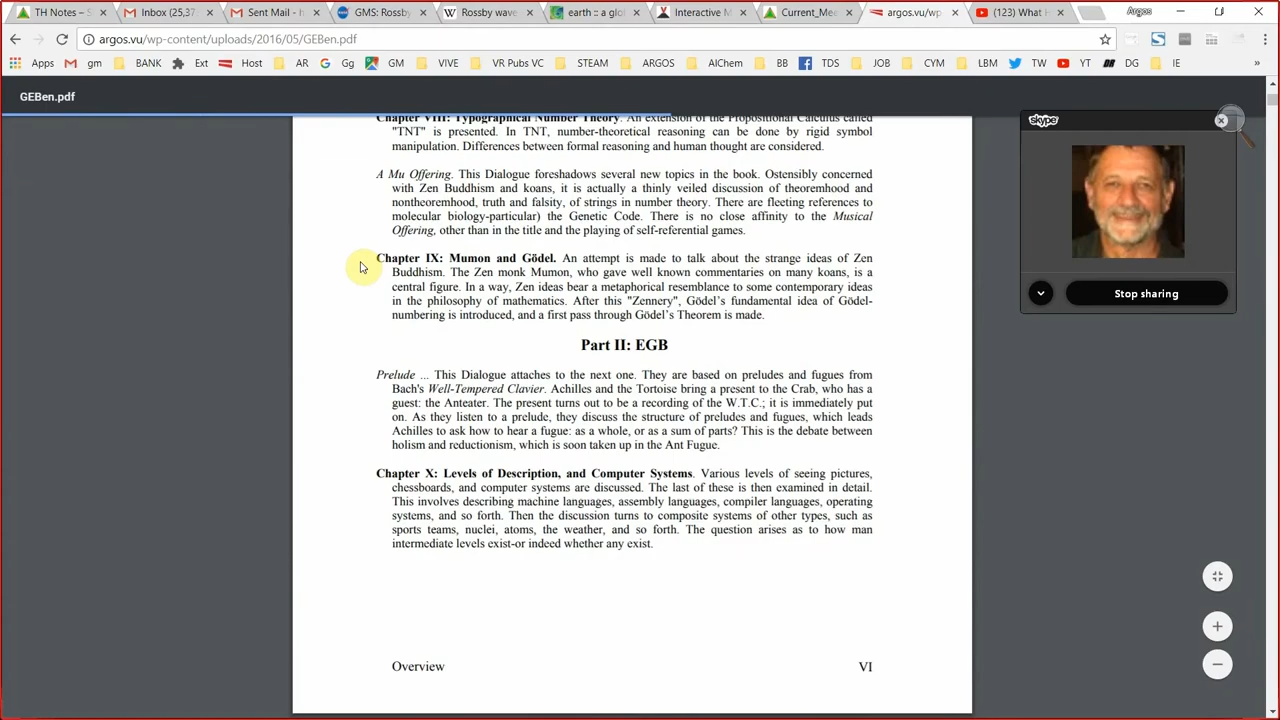 TH Notes –
Inbox (25,37
Sent Mail - h
GMS: Rossby
Rossby wave
earth :: a glo
Interactive M
Current_Mee
argos.vu/wp
(123) What H
Argos
argos.vu/wp-content/uploads/2016/05/GEBen.pdf
Apps gm BANK Ext Host AR Gg GM VIVE VR Pubs VC STEAM ARGOS AIChem BB TDS JOB CYM LBM TW YT DG IE »
GEBen.pdf
Chapter VIII: Typographical Number Theory. An extension of the Propositional Calculus called
"TNT" is presented. In TNT, number-theoretical reasoning can be done by rigid symbol
manipulation. Differences between formal reasoning and human thought are considered.
A Mu Offering. This Dialogue foreshadows several new topics in the book. Ostensibly concerned
with Zen Buddhism and koans, it is actually a thinly veiled discussion of theoremhood and
nontheoremhood, truth and falsity, of strings in number theory. There are fleeting references to
molecular biology-particular) the Genetic Code. There is no close affinity to the Musical
Offering, other than in the title and the playing of self-referential games.
Chapter IX: Mumon and Gödel. An attempt is made to talk about the strange ideas of Zen
Buddhism. The Zen monk Mumon, who gave well known commentaries on many koans, is a
central figure. In a way, Zen ideas bear a metaphorical resemblance to some contemporary ideas
in the philosophy of mathematics. After this "Zennery", Gödel's fundamental idea of Gödel-
numbering is introduced, and a first pass through Gödel's Theorem is made.
Part II: EGB
Prelude ... This Dialogue attaches to the next one. They are based on preludes and fugues from
Bach's Well-Tempered Clavier. Achilles and the Tortoise bring a present to the Crab, who has a
guest: the Anteater. The present turns out to be a recording of the W.T.C.; it is immediately put
on. As they listen to a prelude, they discuss the structure of preludes and fugues, which leads
Achilles to ask how to hear a fugue: as a whole, or as a sum of parts? This is the debate between
holism and reductionism, which is soon taken up in the Ant Fugue.
Chapter X: Levels of Description, and Computer Systems. Various levels of seeing pictures,
chessboards, and computer systems are discussed. The last of these is then examined in detail.
This involves describing machine languages, assembly languages, compiler languages, operating
systems, and so forth. Then the discussion turns to composite systems of other types, such as
sports teams, nuclei, atoms, the weather, and so forth. The question arises as to how man
intermediate levels exist-or indeed whether any exist.
Overview VI
skype
Stop sharing